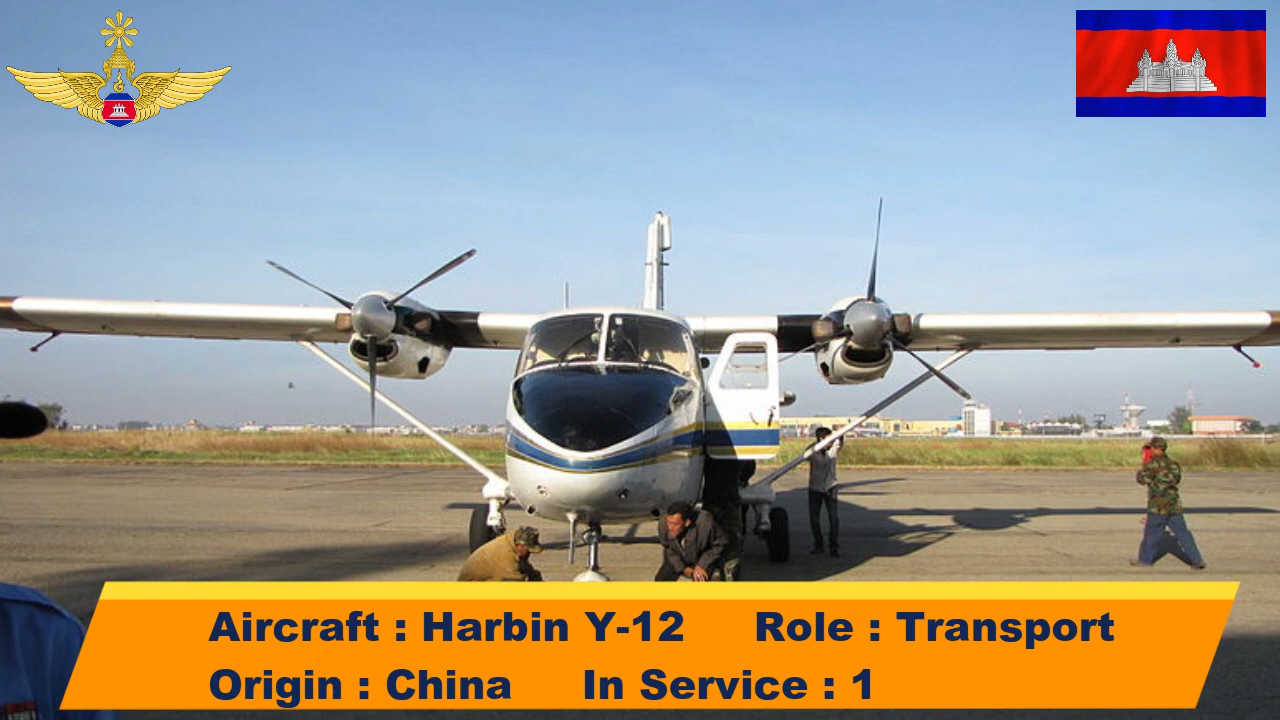 Aircraft : Harbin Y-12 Role : Transport
Origin : China In Service : 1